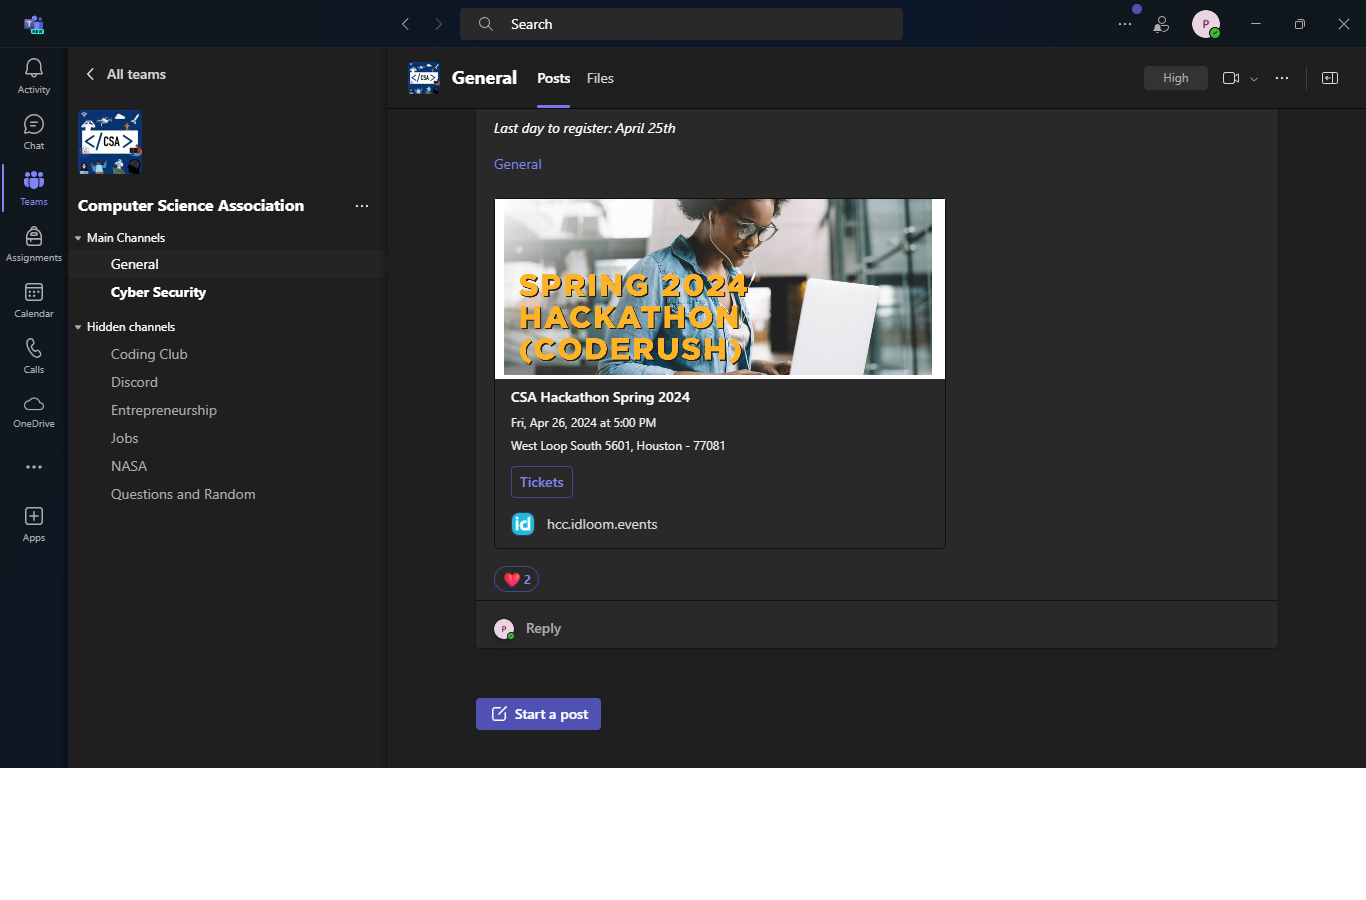 Search
P
Activity
Chat
Teams
Assignments
Calendar
Calls
OneDrive
Apps
All teams
</CSA>
Computer Science Association
Main Channels
General
Cyber Security
Hidden channels
Coding Club
Discord
Entrepreneurship
Jobs
NASA
Questions and Random
</CSA>
General
Posts
Files
High
Last day to register: April 25th
General
SPRING 2024
HACKATHON
(CODERUSH)
CSA Hackathon Spring 2024
Fri, Apr 26, 2024 at 5:00 PM
West Loop South 5601, Houston - 77081
Tickets
id hcc.idloom.events
2
P Reply
Start a post